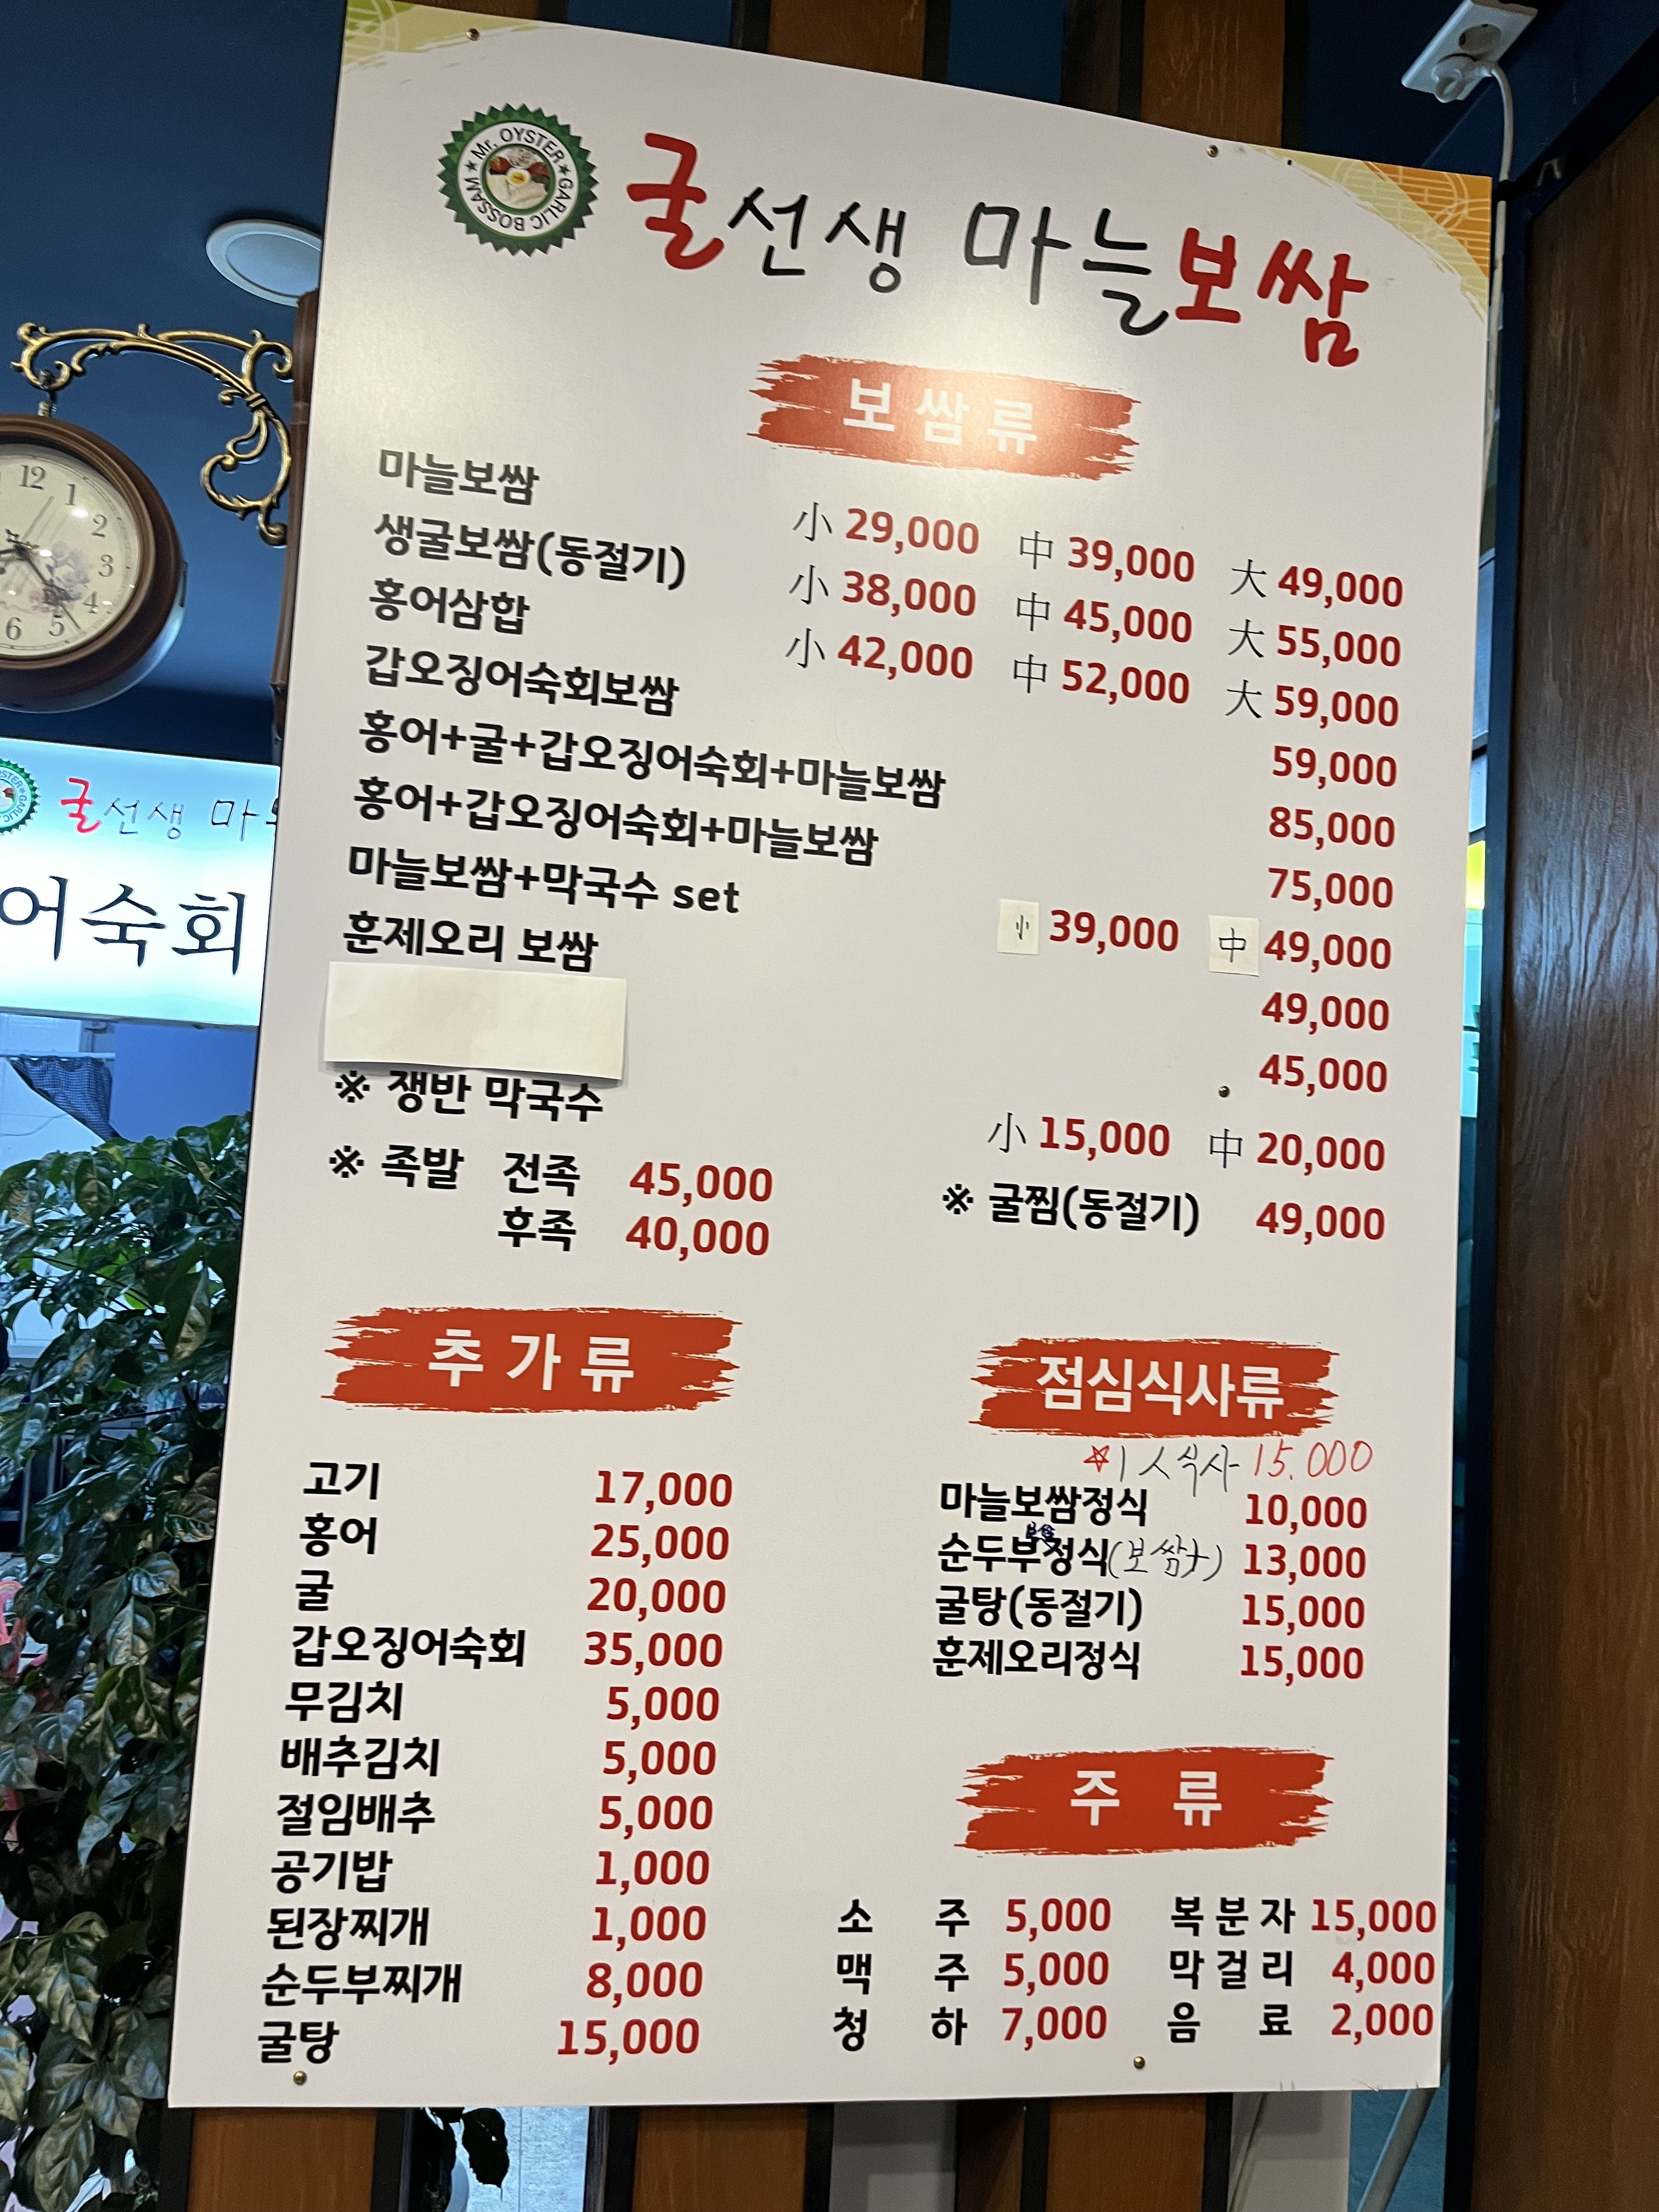 Mr. OYSTER ★ GARLIC BOSSAM ★
굴선생 마늘보쌈
보쌈류
마늘보쌈 小 29,000 中 39,000 大 49,000
생굴보쌈(동절기) 小 38,000 中 45,000 大 55,000
홍어삼합 小 42,000 中 52,000 大 59,000
갑오징어숙회보쌈 59,000
홍어+굴+갑오징어숙회+마늘보쌈 85,000
홍어+갑오징어숙회+마늘보쌈 75,000
마늘보쌈+막국수 set 小 39,000 中 49,000
훈제오리 보쌈 49,000
45,000
※ 쟁반 막국수 小 15,000 中 20,000
※ 족발 전족 45,000
후족 40,000
※ 굴찜(동절기) 49,000
추가류
고기 17,000
홍어 25,000
굴 20,000
갑오징어숙회 35,000
무김치 5,000
배추김치 5,000
절임배추 5,000
공기밥 1,000
된장찌개 1,000
순두부찌개 8,000
굴탕 15,000
점심식사류
☆1人식사 15.000
마늘보쌈정식 10,000
순두부정식(보쌈+) 13,000
굴탕(동절기) 15,000
훈제오리정식 15,000
주 류
소 주 5,000 복분자 15,000
맥 주 5,000 막걸리 4,000
청 하 7,000 음 료 2,000
굴선생 마
어숙회
12
1
2
3
4
5
6